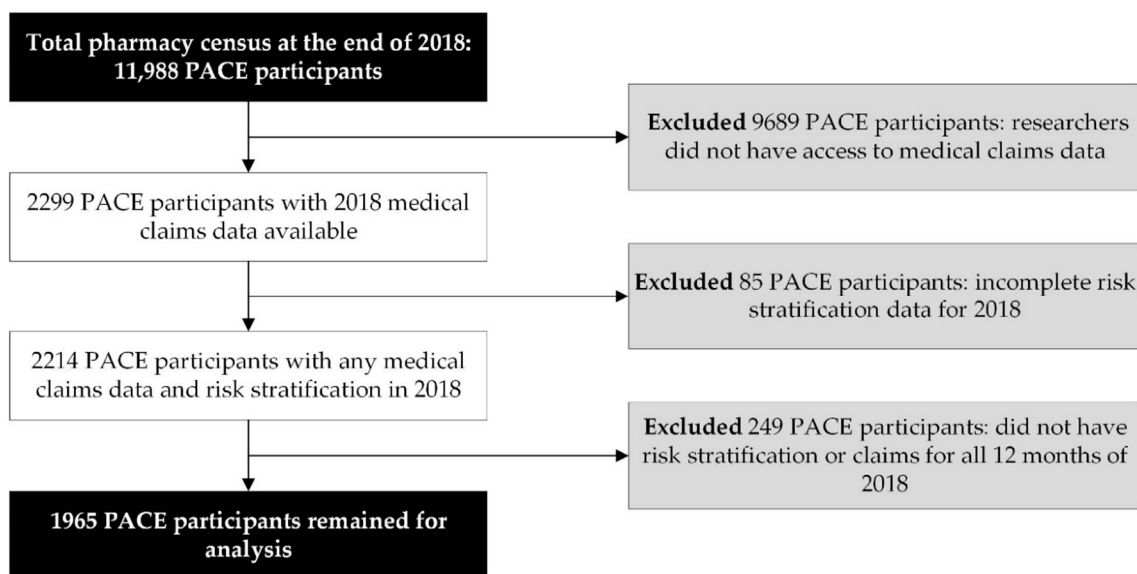 Total pharmacy census at the end of 2018:
11,988 PACE participants
Excluded 9689 PACE participants: researchers
did not have access to medical claims data
2299 PACE participants with 2018 medical
claims data available
Excluded 85 PACE participants: incomplete risk
stratification data for 2018
2214 PACE participants with any medical
claims data and risk stratification in 2018
Excluded 249 PACE participants: did not have
risk stratification or claims for all 12 months of
2018
1965 PACE participants remained for
analysis